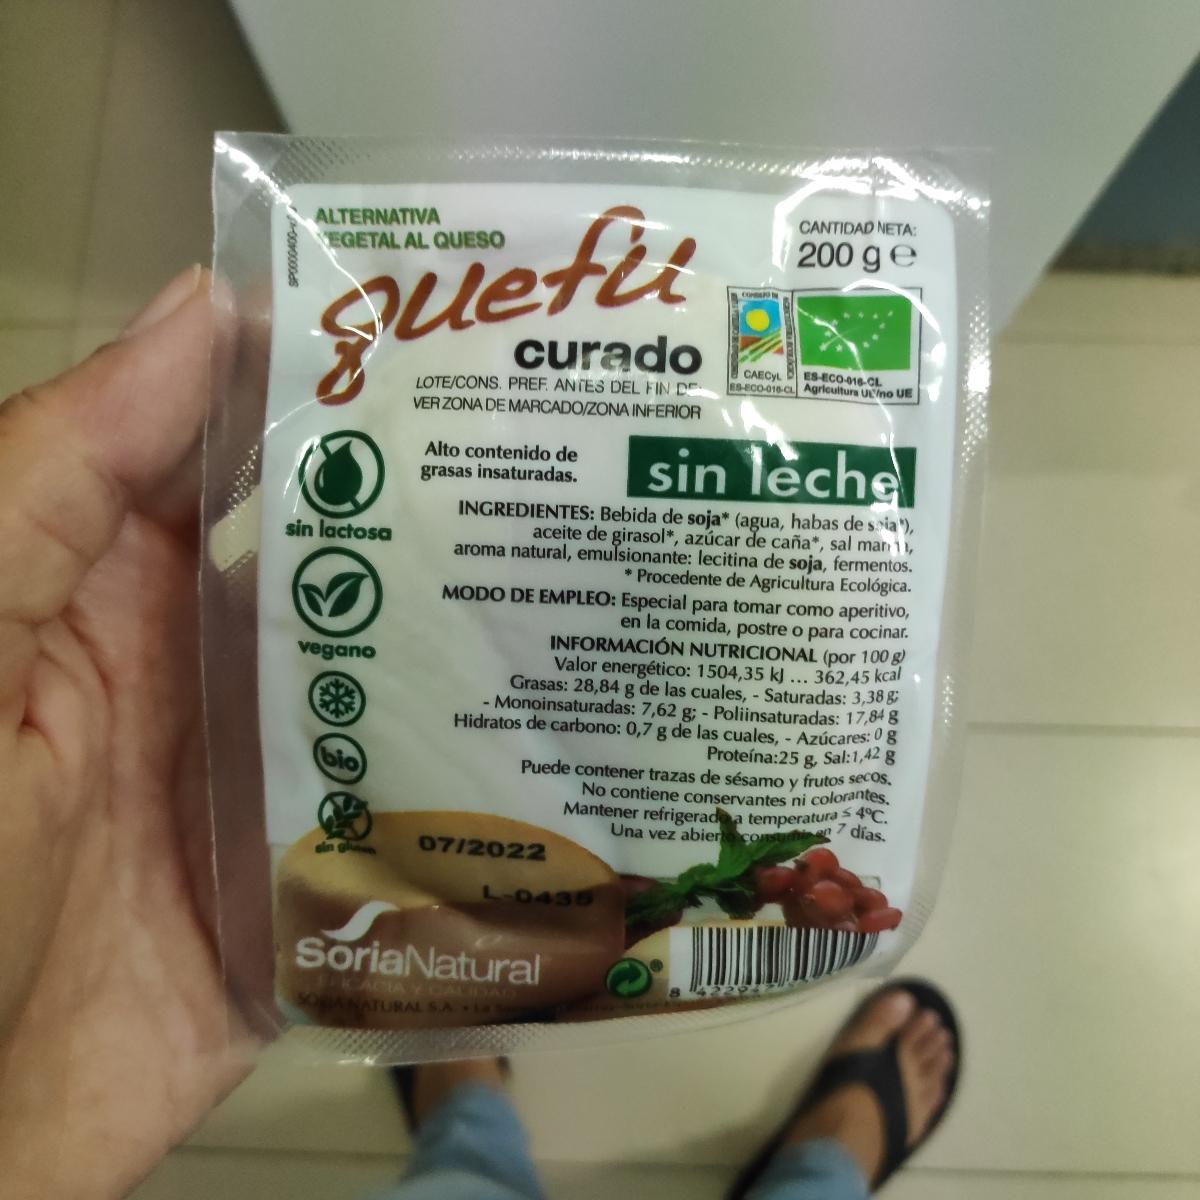 SP0000400-
ALTERNATIVA
VEGETAL AL QUESO
quefu
curado
CANTIDAD NETA:
200 g e
LOTE/CONS. PREF. ANTES DEL FIN DE:
VER ZONA DE MARCADO/ZONA INFERIOR
CAECyL
ES-ECO-016-CL
ES-ECO-016-CL
Agricultura UE/no UE
Alto contenido de
grasas insaturadas.
sin leche
sin lactosa
INGREDIENTES: Bebida de soja* (agua, habas de soja*),
aceite de girasol*, azúcar de caña*, sal marina,
aroma natural, emulsionante: lecitina de soja, fermentos.
* Procedente de Agricultura Ecológica.
vegano
MODO DE EMPLEO: Especial para tomar como aperitivo,
en la comida, postre o para cocinar.
INFORMACIÓN NUTRICIONAL (por 100 g)
Valor energético: 1504,35 kJ ... 362,45 kcal
Grasas: 28,84 g de las cuales, - Saturadas: 3,38 g;
- Monoinsaturadas: 7,62 g; - Poliinsaturadas: 17,84 g
Hidratos de carbono: 0,7 g de las cuales, - Azúcares: 0 g
Proteína:25 g, Sal:1,42 g
bio
Puede contener trazas de sésamo y frutos secos.
No contiene conservantes ni colorantes.
Mantener refrigerado a temperatura ≤ 4ºC.
Una vez abierto consumir en 7 días.
sin gluten
07/2022
L-0435
SoriaNatural
EFICACIA Y CALIDAD
SORIA NATURAL S.A. • La
8 42294